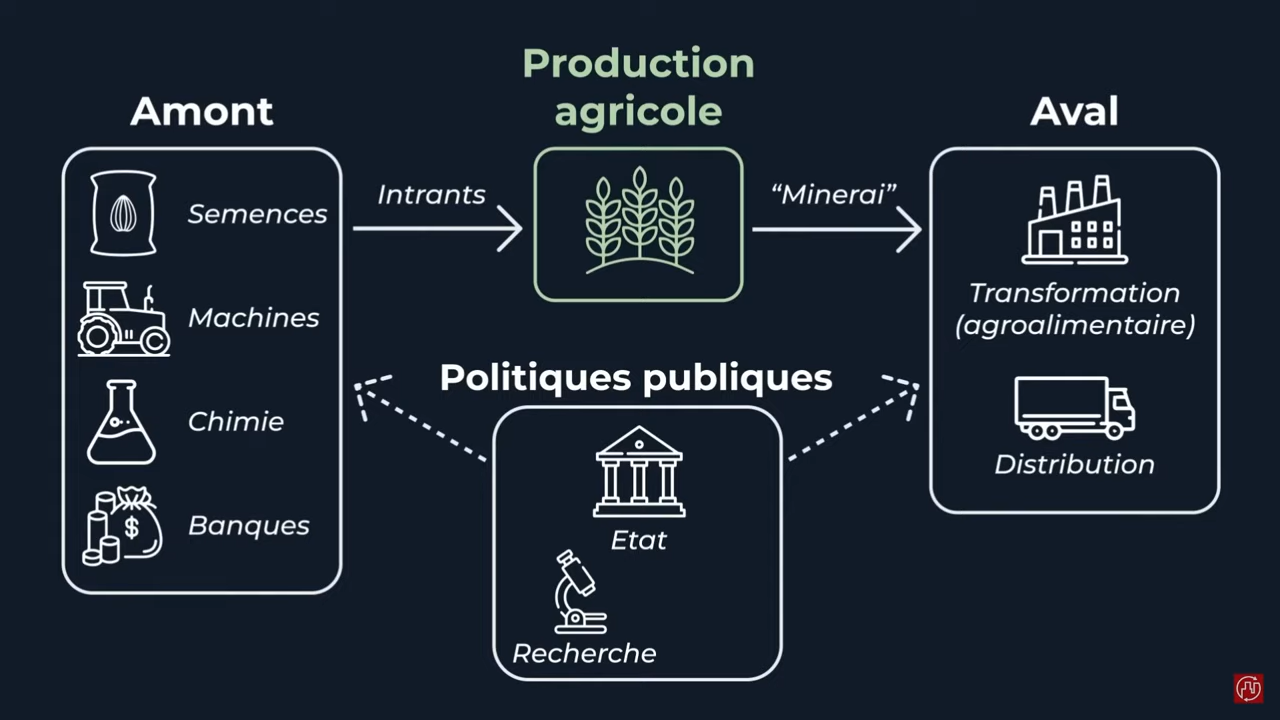 Production
agricole
Amont
Aval
Semences
Machines
Chimie
Banques
Intrants
“Minerai”
Transformation
(agroalimentaire)
Distribution
Politiques publiques
Etat
Recherche
$